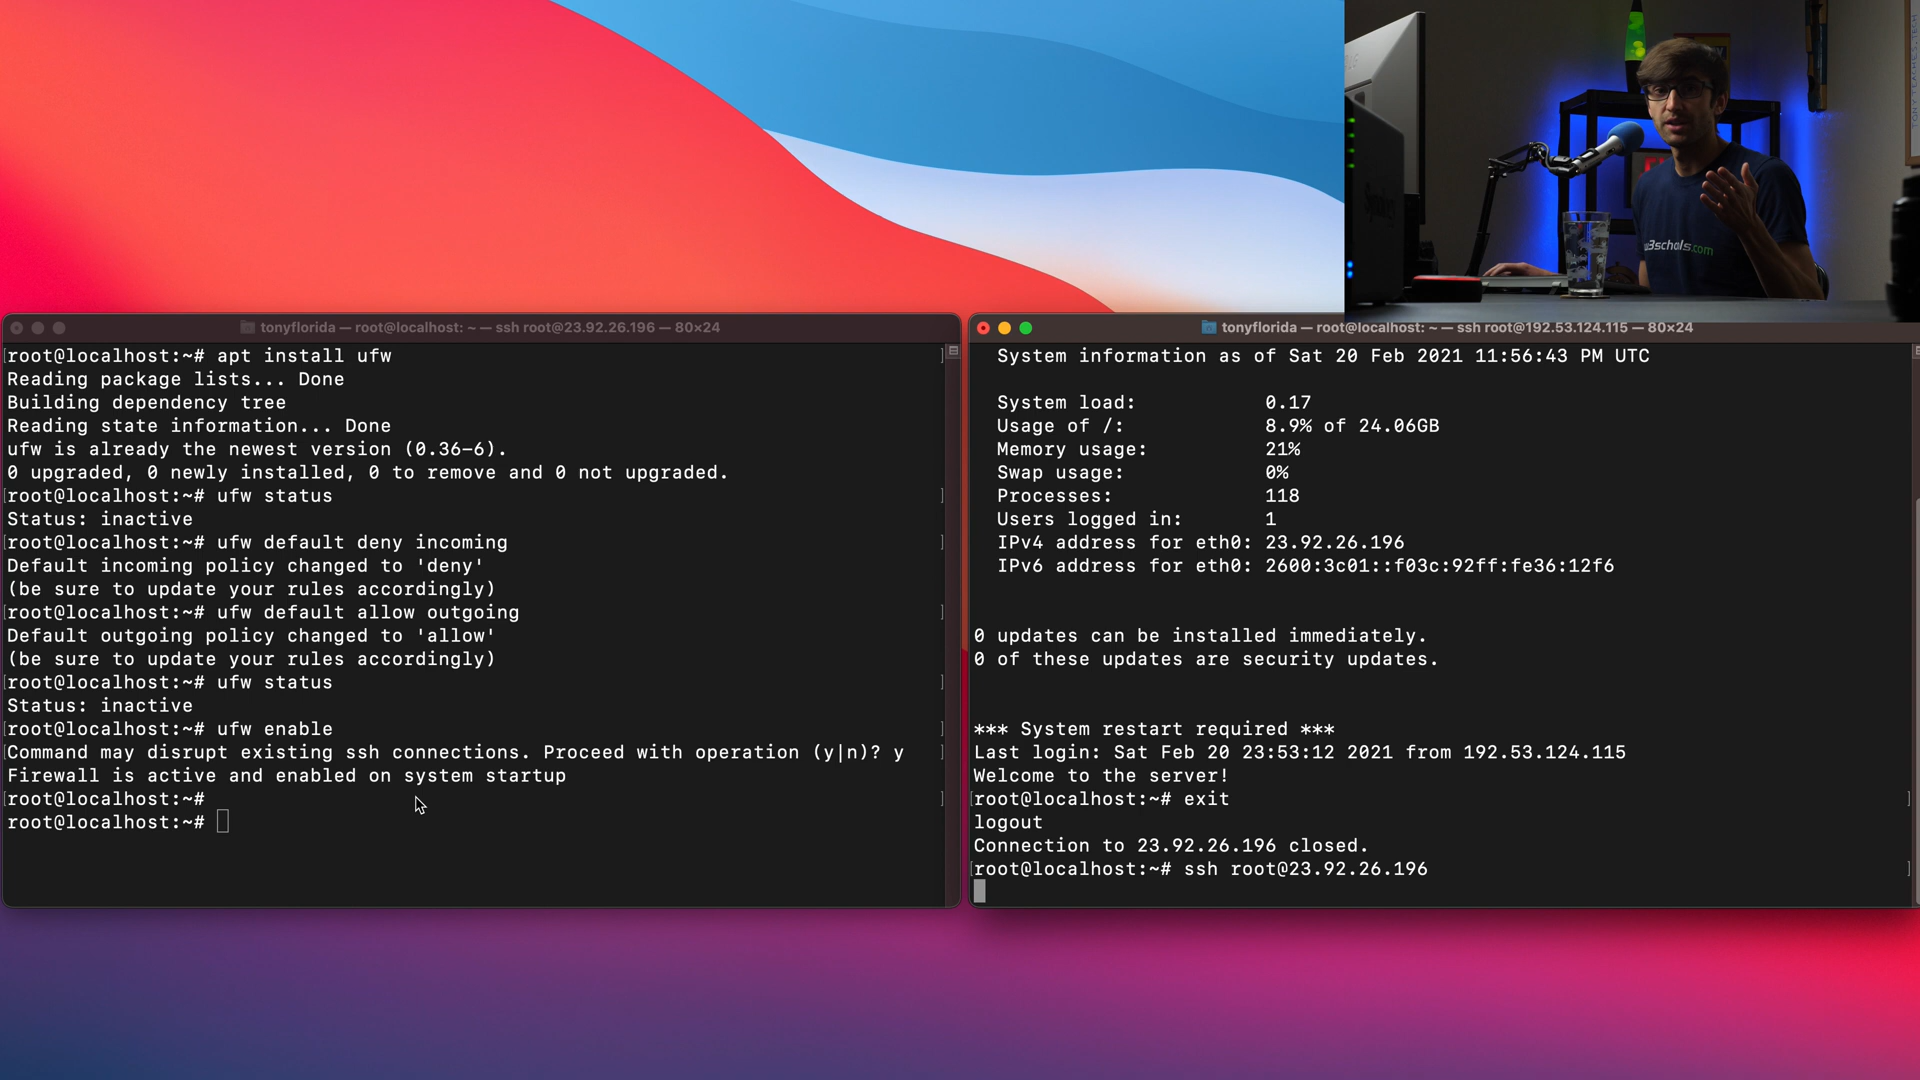 tonyflorida — root@localhost: ~ — ssh root@23.92.26.196 — 80×24
[root@localhost:~# apt install ufw ]
Reading package lists... Done
Building dependency tree
Reading state information... Done
ufw is already the newest version (0.36-6).
0 upgraded, 0 newly installed, 0 to remove and 0 not upgraded.
[root@localhost:~# ufw status ]
Status: inactive
[root@localhost:~# ufw default deny incoming ]
Default incoming policy changed to 'deny'
(be sure to update your rules accordingly)
[root@localhost:~# ufw default allow outgoing ]
Default outgoing policy changed to 'allow'
(be sure to update your rules accordingly)
[root@localhost:~# ufw status ]
Status: inactive
[root@localhost:~# ufw enable ]
[Command may disrupt existing ssh connections. Proceed with operation (y|n)? y ]
Firewall is active and enabled on system startup
[root@localhost:~# ]
root@localhost:~#
tonyflorida — root@localhost: ~ — ssh root@192.53.124.115 — 80×24
System information as of Sat 20 Feb 2021 11:56:43 PM UTC
System load: 0.17
Usage of /: 8.9% of 24.06GB
Memory usage: 21%
Swap usage: 0%
Processes: 118
Users logged in: 1
IPv4 address for eth0: 23.92.26.196
IPv6 address for eth0: 2600:3c01::f03c:92ff:fe36:12f6
0 updates can be installed immediately.
0 of these updates are security updates.
*** System restart required ***
Last login: Sat Feb 20 23:53:12 2021 from 192.53.124.115
Welcome to the server!
[root@localhost:~# exit ]
logout
Connection to 23.92.26.196 closed.
[root@localhost:~# ssh root@23.92.26.196 ]
w3schools.com